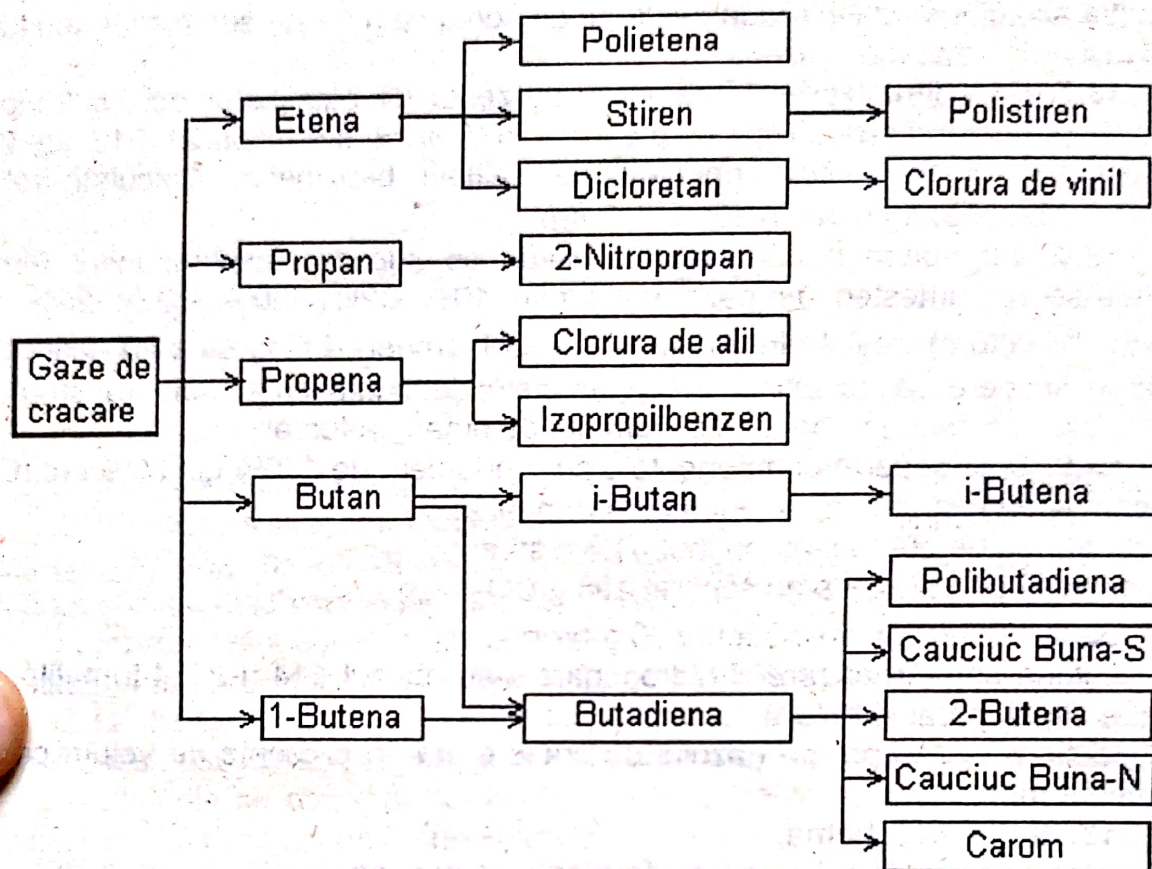 Gaze de
cracare
Etena
Polietena
Stiren
Polistiren
Dicloretan
Clorura de vinil
Propan
2-Nitropropan
Propena
Clorura de alil
Izopropilbenzen
Butan
i-Butan
i-Butena
1-Butena
Butadiena
Polibutadiena
Cauciuc Buna-S
2-Butena
Cauciuc Buna-N
Carom